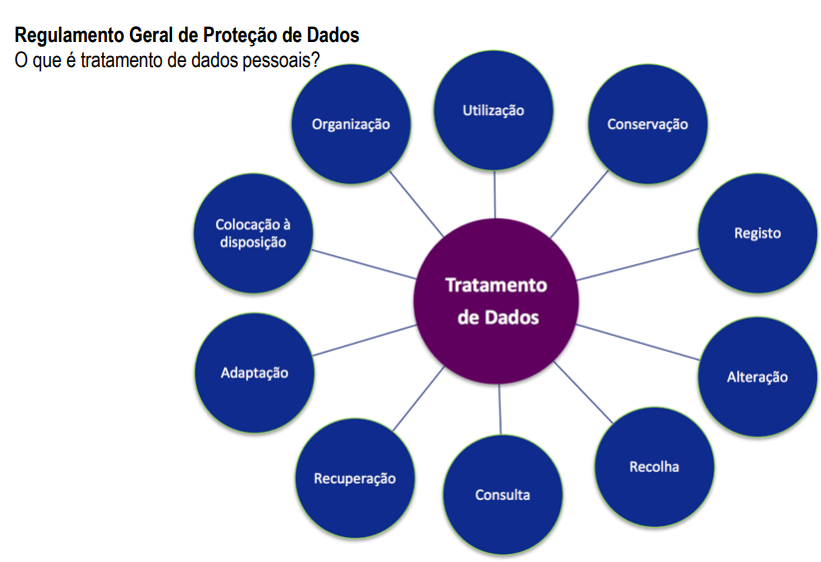 Regulamento Geral de Proteção de Dados
O que é tratamento de dados pessoais?
Utilização
Organização
Conservação
Colocação à
disposição
Registo
Tratamento
de Dados
Adaptação
Alteração
Recolha
Recuperação
Consulta